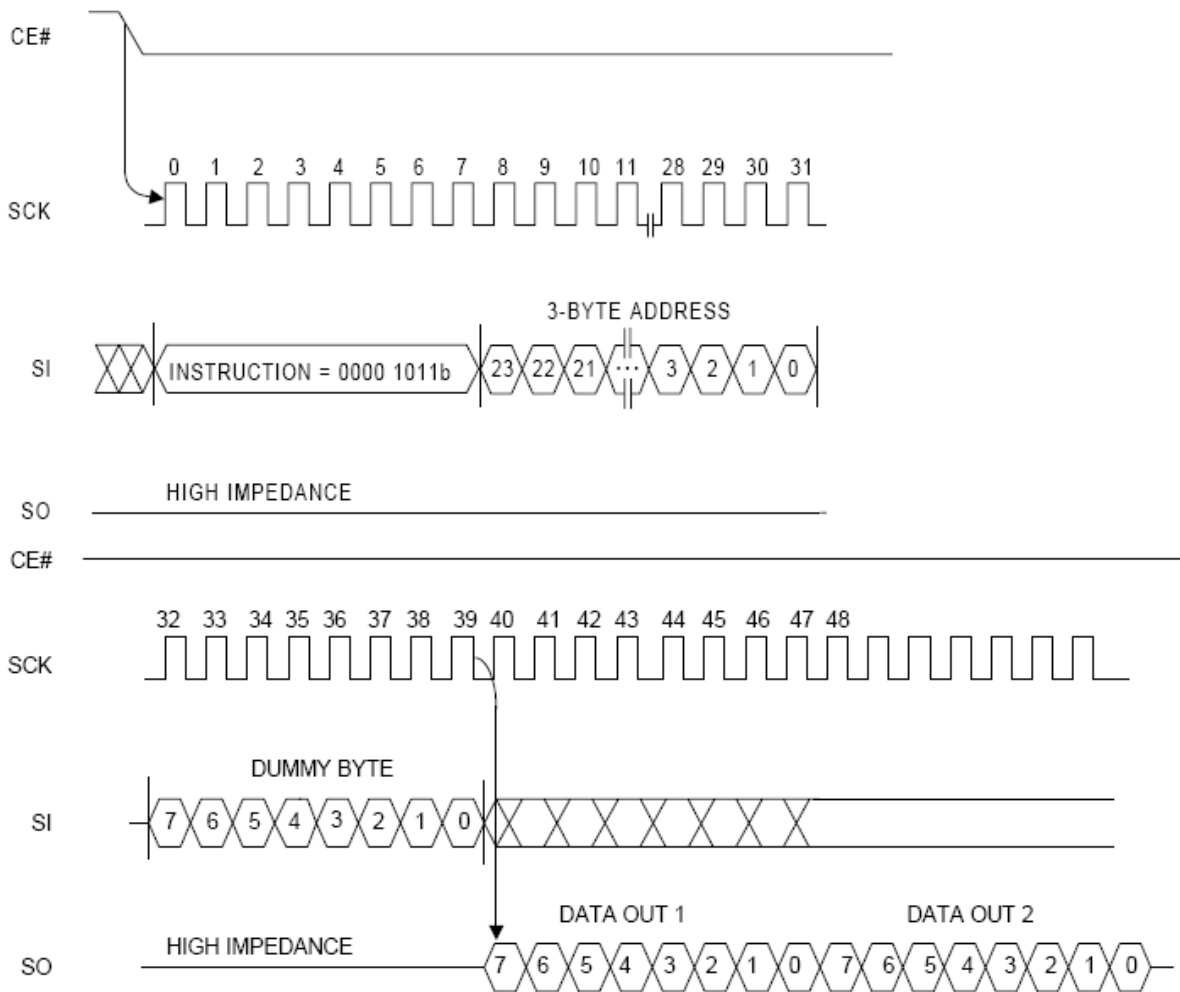 CE#
0 1 2 3 4 5 6 7 8 9 10 11 28 29 30 31
SCK
3-BYTE ADDRESS
SI INSTRUCTION = 0000 1011b 23 22 21 ... 3 2 1 0
HIGH IMPEDANCE
SO
CE#
32 33 34 35 36 37 38 39 40 41 42 43 44 45 46 47 48
SCK
DUMMY BYTE
SI 7 6 5 4 3 2 1 0
DATA OUT 1 DATA OUT 2
HIGH IMPEDANCE
SO 7 6 5 4 3 2 1 0 7 6 5 4 3 2 1 0